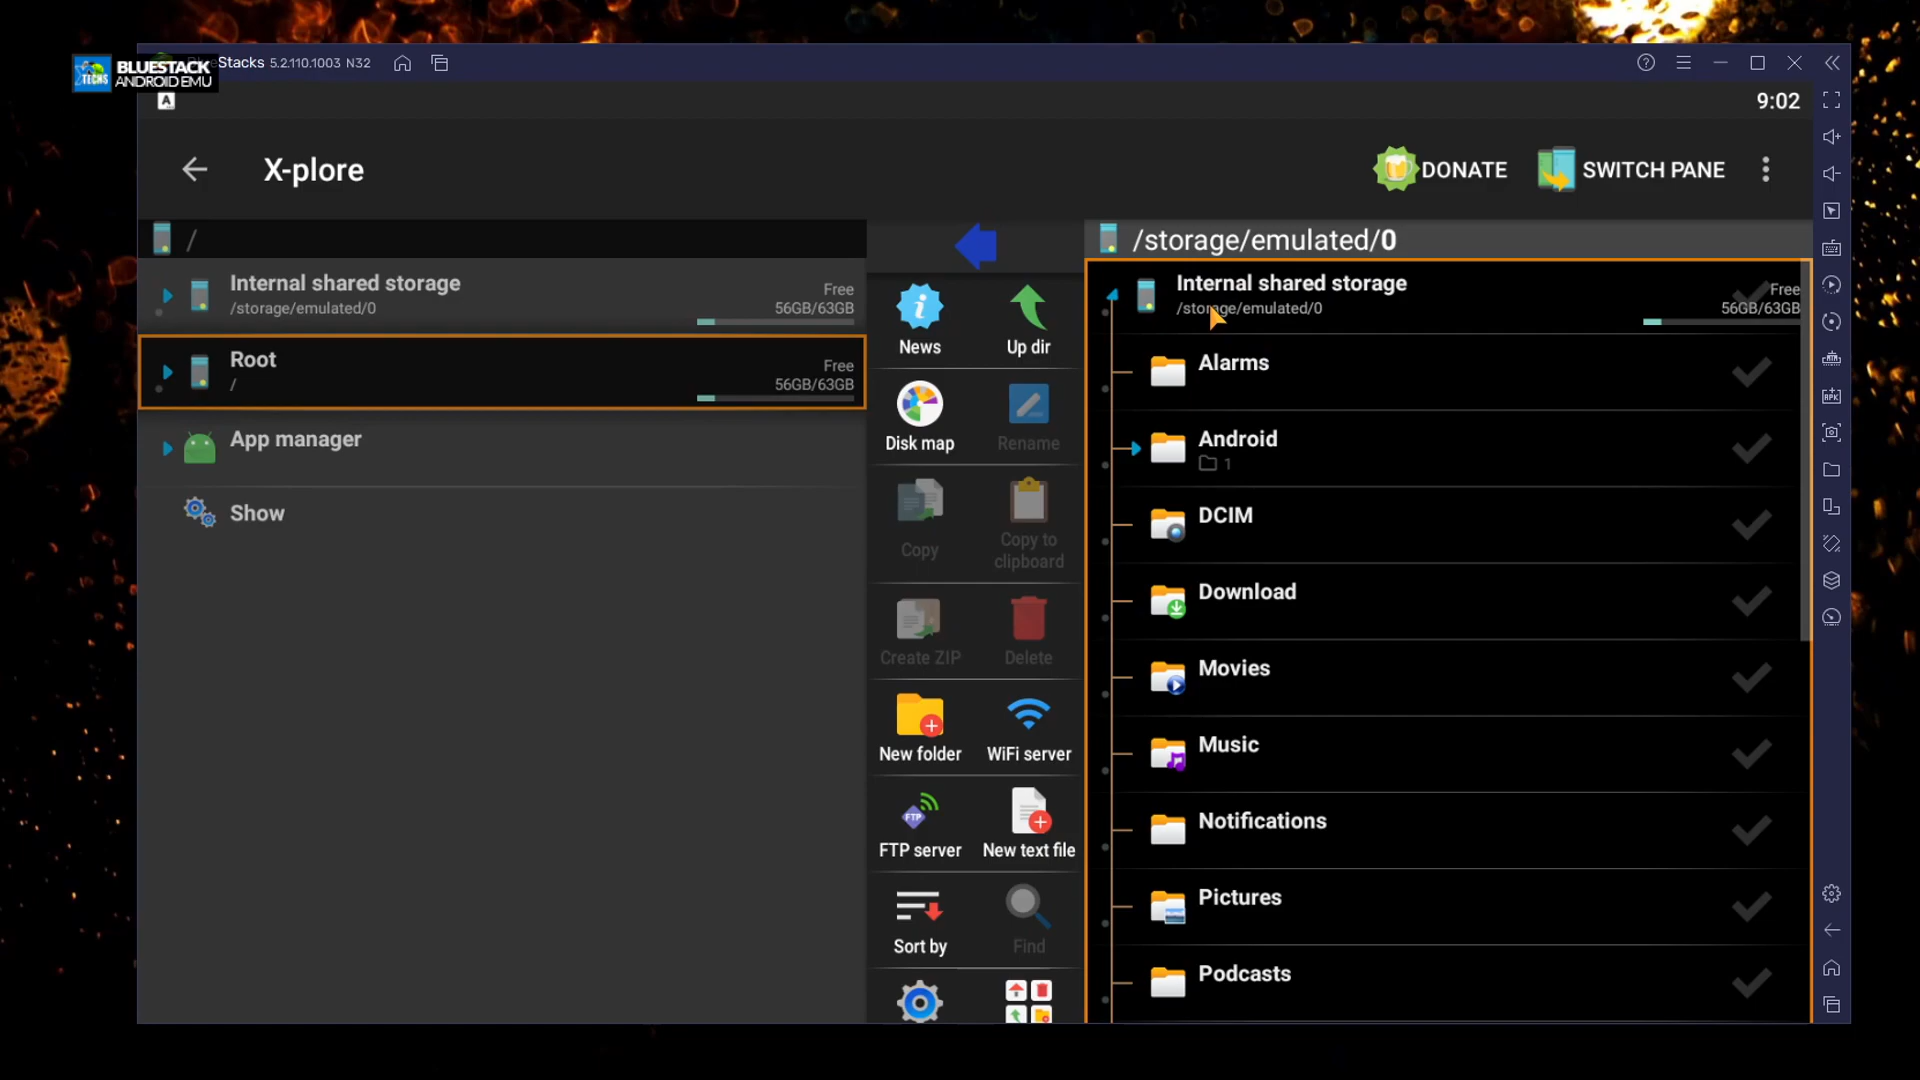 TECHS
BLUESTACK
ANDROID EMU
Stacks 5.2.110.1003 N32
A
9:02
X-plore
DONATE
SWITCH PANE
/
Internal shared storage
/storage/emulated/0
Free
56GB/63GB
Root
/
Free
56GB/63GB
App manager
Show
News
Up dir
Disk map
Rename
Copy
Copy to
clipboard
Create ZIP
Delete
New folder
WiFi server
FTP
FTP server
New text file
Sort by
Find
/storage/emulated/0
Internal shared storage
/storage/emulated/0
Free
56GB/63GB
Alarms
Android
1
DCIM
Download
Movies
Music
Notifications
Pictures
Podcasts